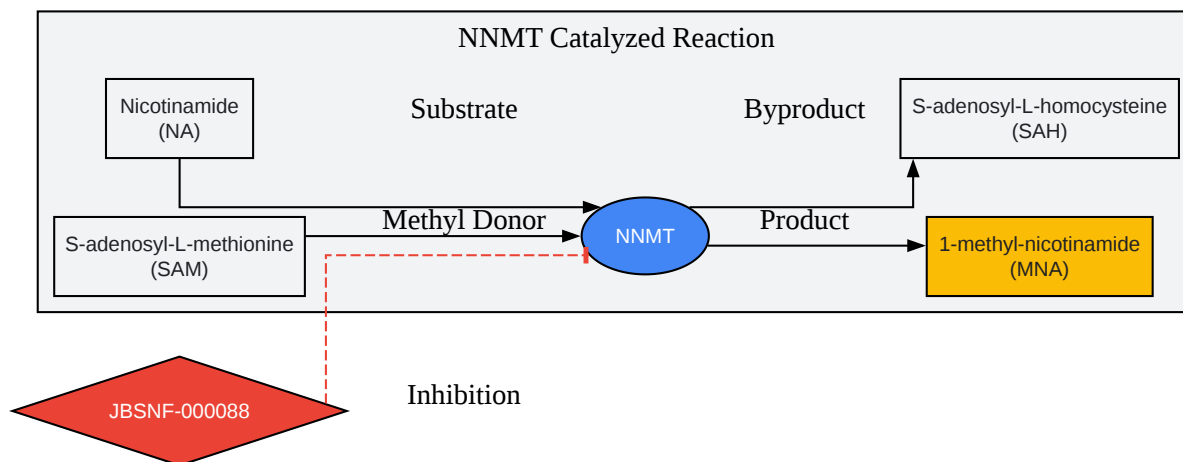 NNMT Catalyzed Reaction
Nicotinamide
(NA)
Substrate
Byproduct
S-adenosyl-L-homocysteine
(SAH)
S-adenosyl-L-methionine
(SAM)
Methyl Donor
NNMT
Product
1-methyl-nicotinamide
(MNA)
JBSNF-000088
Inhibition